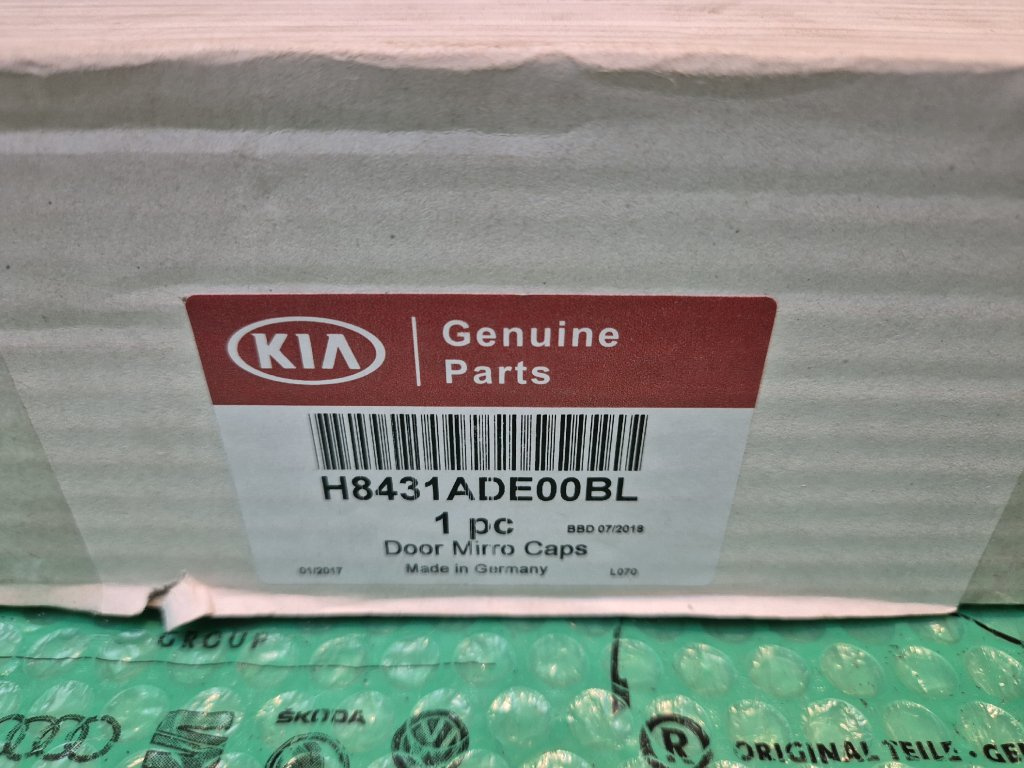 KIA
Genuine
Parts
H8431ADE00BL
1 pc
BBD 07/2018
Door Mirro Caps
01/2017
Made in Germany
L070
GROUP
ŠKODA
R
ORIGINAL TEILE · GE